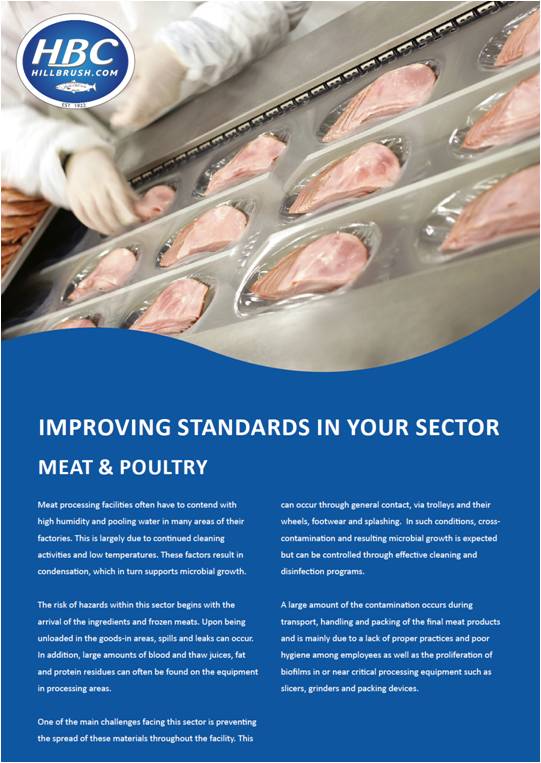 HBC
HILLBRUSH.COM
EST. 1922
IMPROVING STANDARDS IN YOUR SECTOR
MEAT & POULTRY
Meat processing facilities often have to contend with
high humidity and pooling water in many areas of their
factories. This is largely due to continued cleaning
activities and low temperatures. These factors result in
condensation, which in turn supports microbial growth.
The risk of hazards within this sector begins with the
arrival of the ingredients and frozen meats. Upon being
unloaded in the goods-in areas, spills and leaks can occur.
In addition, large amounts of blood and thaw juices, fat
and protein residues can often be found on the equipment
in processing areas.
One of the main challenges facing this sector is preventing
the spread of these materials throughout the facility. This
can occur through general contact, via trolleys and their
wheels, footwear and splashing.  In such conditions, cross-
contamination and resulting microbial growth is expected
but can be controlled through effective cleaning and
disinfection programs.
A large amount of the contamination occurs during
transport, handling and packing of the final meat products
and is mainly due to a lack of proper practices and poor
hygiene among employees as well as the proliferation of
biofilms in or near critical processing equipment such as
slicers, grinders and packing devices.